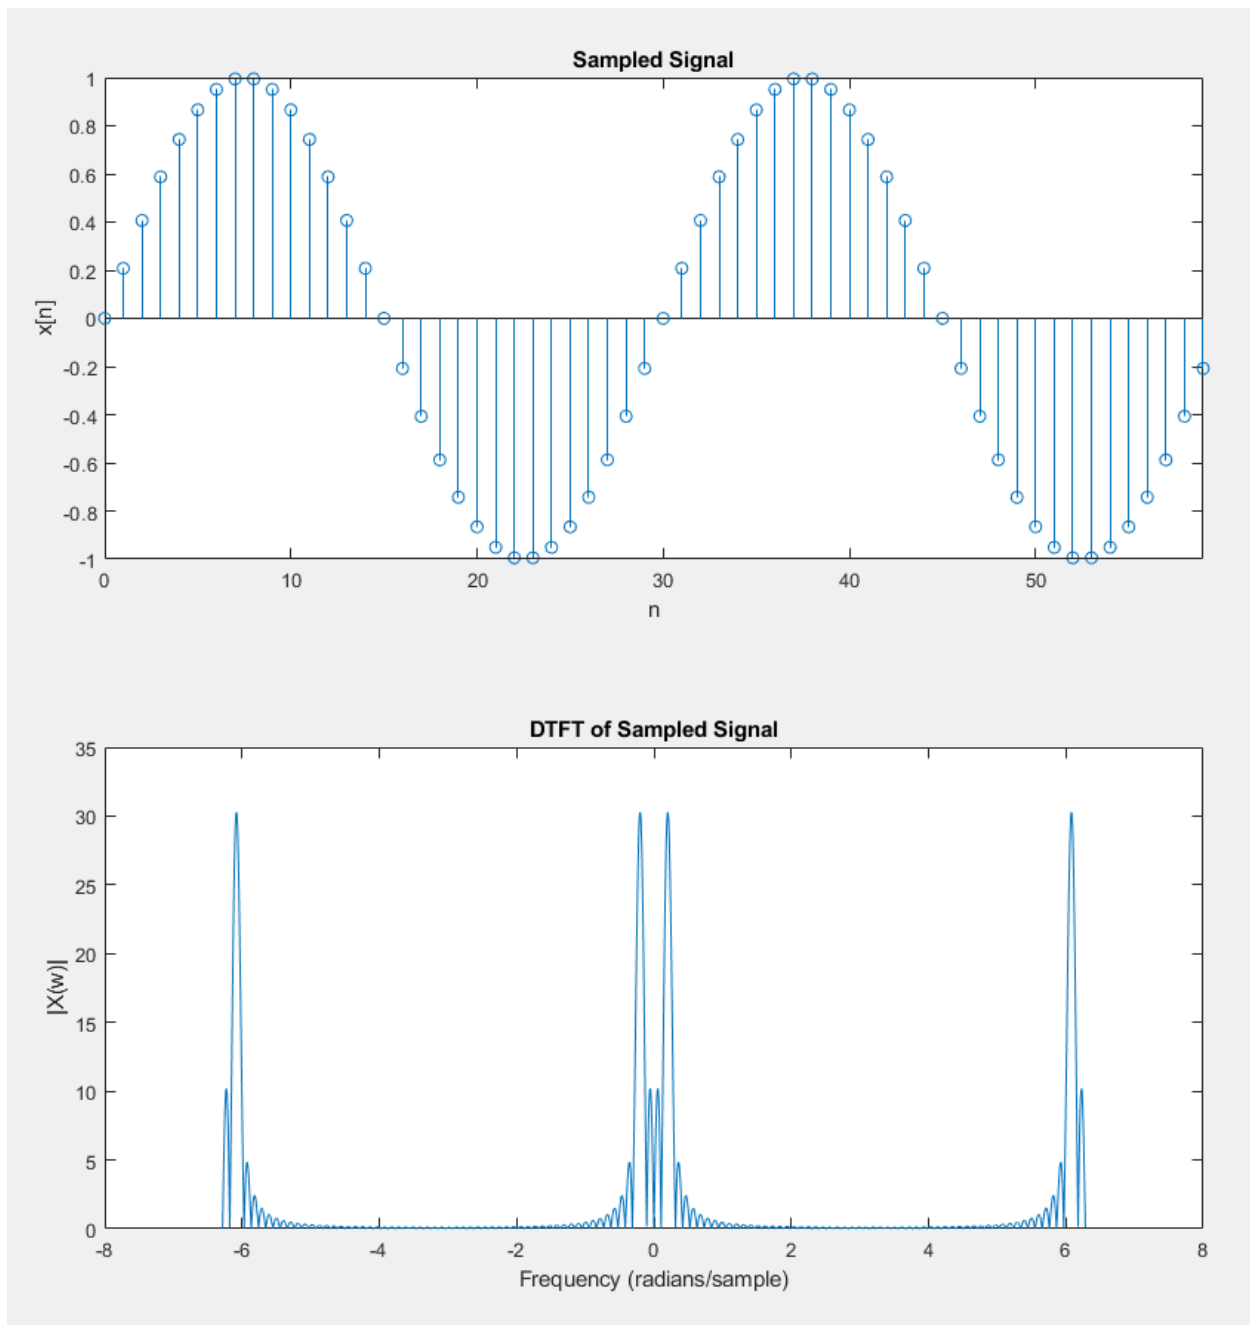 Sampled Signal
1
0.8
0.6
0.4
0.2
0
-0.2
-0.4
-0.6
-0.8
-1
x[n]
0 10 20 30 40 50
n
DTFT of Sampled Signal
35
30
25
20
15
10
5
0
|X(w)|
-8 -6 -4 -2 0 2 4 6 8
Frequency (radians/sample)